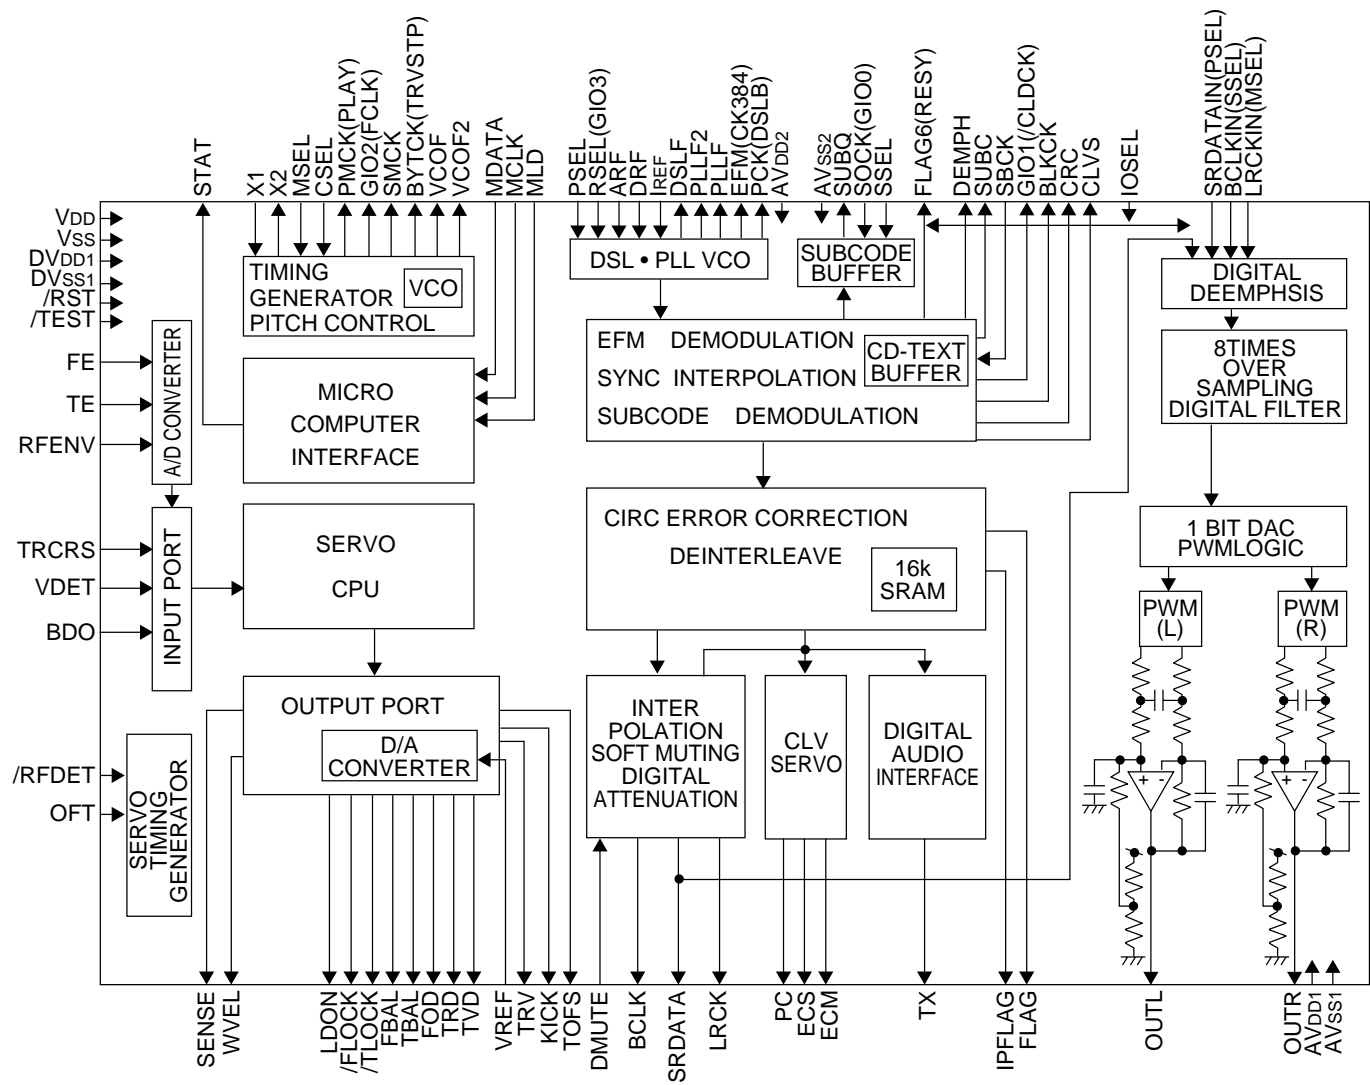 STAT
X1
X2
MSEL
CSEL
PMCK(PLAY)
GIO2(FCLK)
SMCK
BYTCK(TRVSTP)
VCOF
VCOF2
MDATA
MCLK
MLD
PSEL
RSEL(GIO3)
ARF
DRF
IREF
DSLF
PLLF2
PLLF
EFM(CK384)
PCK(DSLB)
AVDD2
AVSS2
SUBQ
SOCK(GIO0)
SSEL
FLAG6(RESY)
DEMPH
SUBC
SBCK
GIO1(/CLDCK)
BLKCK
CRC
CLVS
IOSEL
SRDATAIN(PSEL)
BCLKIN(SSEL)
LRCKIN(MSEL)
VDD
VSS
DVDD1
DVSS1
/RST
/TEST
FE
TE
RFENV
TRCRS
VDET
BDO
/RFDET
OFT
A/D CONVERTER
INPUT PORT
SERVO
TIMING
GENERATOR
TIMING
GENERATOR
PITCH CONTROL
VCO
MICRO
COMPUTER
INTERFACE
SERVO
CPU
OUTPUT PORT
D/A
CONVERTER
DSL • PLL VCO
SUBCODE
BUFFER
EFM DEMODULATION
SYNC INTERPOLATION
SUBCODE DEMODULATION
CD-TEXT
BUFFER
CIRC ERROR CORRECTION
DEINTERLEAVE
16k
SRAM
INTER
POLATION
SOFT MUTING
DIGITAL
ATTENUATION
CLV
SERVO
DIGITAL
AUDIO
INTERFACE
DIGITAL
DEEMPHSIS
8TIMES
OVER
SAMPLING
DIGITAL FILTER
1 BIT DAC
PWMLOGIC
PWM
(L)
PWM
(R)
+ -
+ -
SENSE
WVEL
LDON
/FLOCK
/TLOCK
FBAL
TBAL
FOD
TRD
TVD
VREF
TRV
KICK
TOFS
DMUTE
BCLK
SRDATA
LRCK
PC
ECS
ECM
TX
IPFLAG
FLAG
OUTL
OUTR
AVDD1
AVSS1